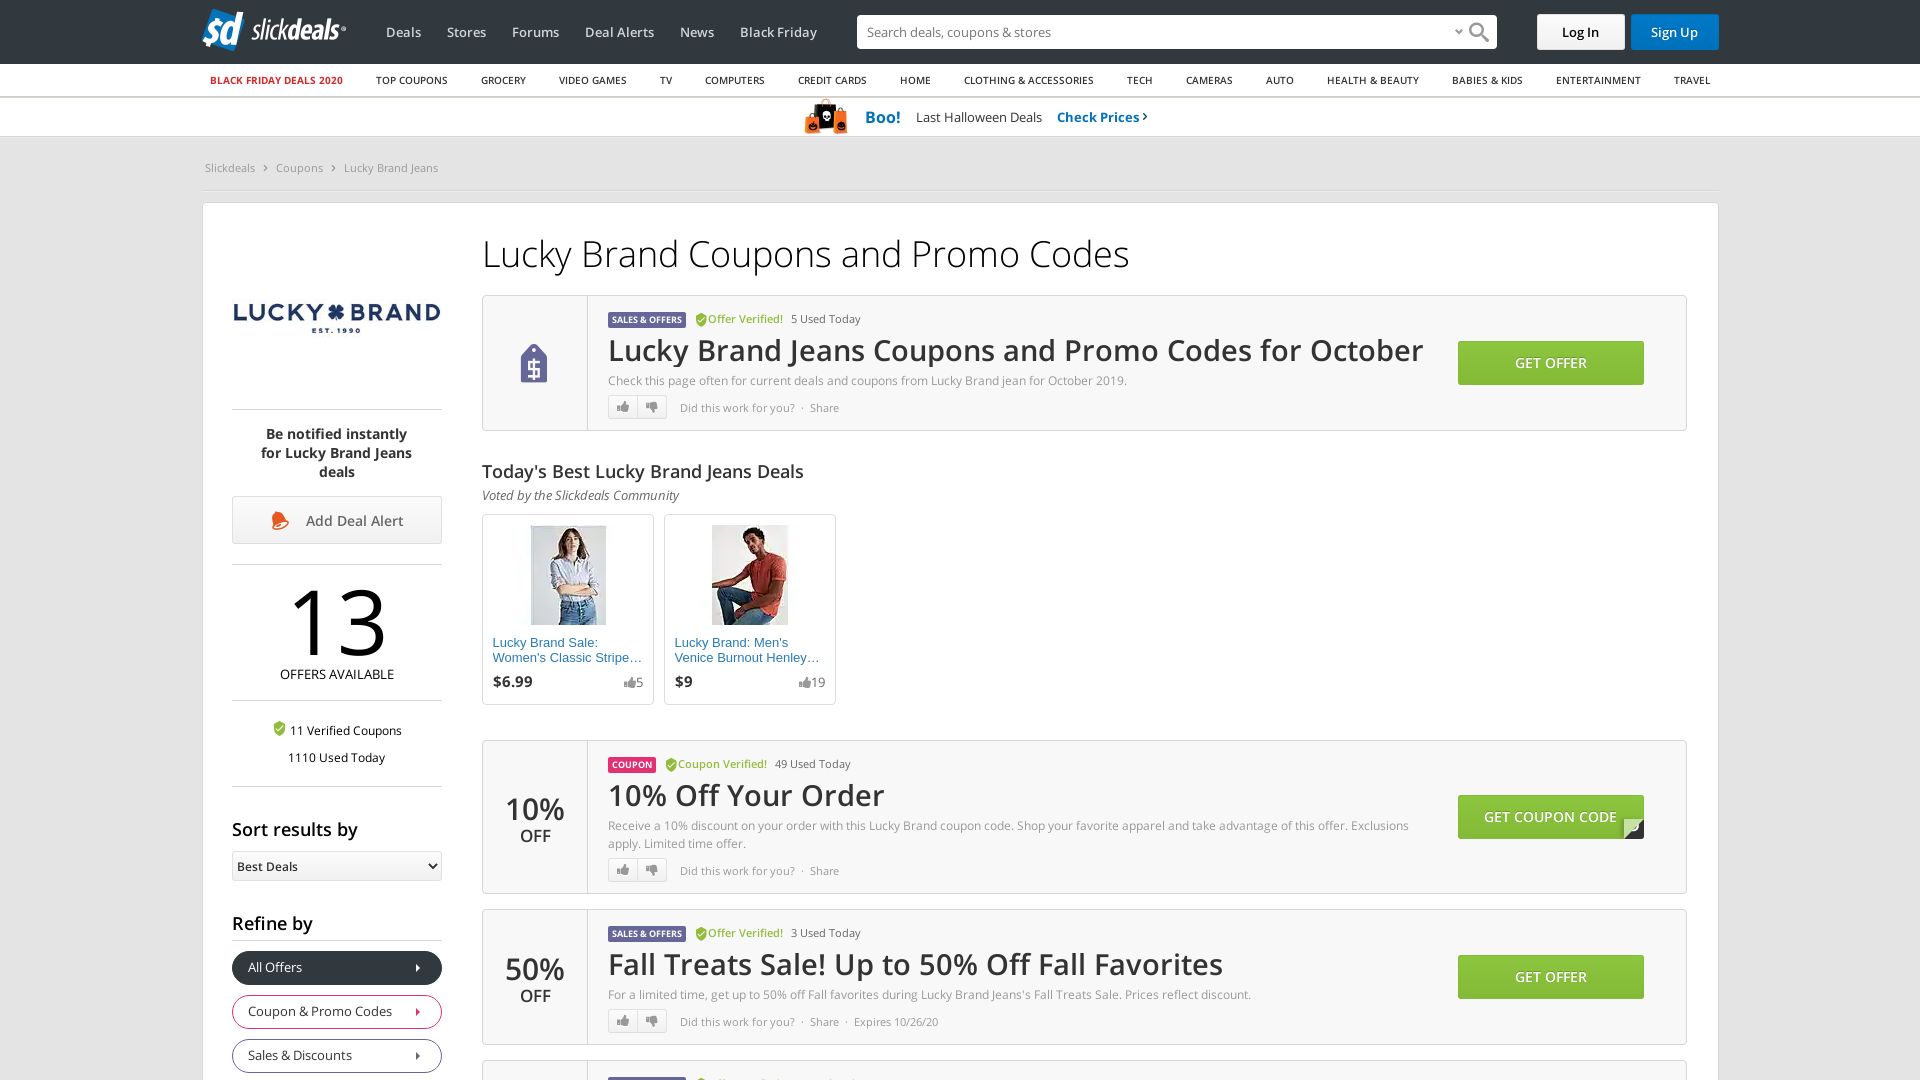 slickdeals
Deals
Stores
Forums
Deal Alerts
News
Black Friday
Search deals, coupons & stores
Log In
Sign Up
BLACK FRIDAY DEALS 2020
TOP COUPONS
GROCERY
VIDEO GAMES
TV
COMPUTERS
CREDIT CARDS
HOME
CLOTHING & ACCESSORIES
TECH
CAMERAS
AUTO
HEALTH & BEAUTY
BABIES & KIDS
ENTERTAINMENT
TRAVEL
Boo! Last Halloween Deals Check Prices
Slickdeals > Coupons > Lucky Brand Jeans
LUCKY BRAND
EST. 1990
Be notified instantly
for Lucky Brand Jeans
deals
Add Deal Alert
13
OFFERS AVAILABLE
11 Verified Coupons
1110 Used Today
Sort results by
Best Deals
Refine by
All Offers
Coupon & Promo Codes
Sales & Discounts
Lucky Brand Coupons and Promo Codes
SALES & OFFERS Offer Verified! 5 Used Today
Lucky Brand Jeans Coupons and Promo Codes for October
Check this page often for current deals and coupons from Lucky Brand jean for October 2019.
Did this work for you? · Share
GET OFFER
Today's Best Lucky Brand Jeans Deals
Voted by the Slickdeals Community
Lucky Brand Sale:
Women's Classic Stripe…
$6.99 5
Lucky Brand: Men's
Venice Burnout Henley…
$9 19
10%
OFF
COUPON Coupon Verified! 49 Used Today
10% Off Your Order
Receive a 10% discount on your order with this Lucky Brand coupon code. Shop your favorite apparel and take advantage of this offer. Exclusions
apply. Limited time offer.
Did this work for you? · Share
GET COUPON CODE
50%
OFF
SALES & OFFERS Offer Verified! 3 Used Today
Fall Treats Sale! Up to 50% Off Fall Favorites
For a limited time, get up to 50% off Fall favorites during Lucky Brand Jeans's Fall Treats Sale. Prices reflect discount.
Did this work for you? · Share · Expires 10/26/20
GET OFFER